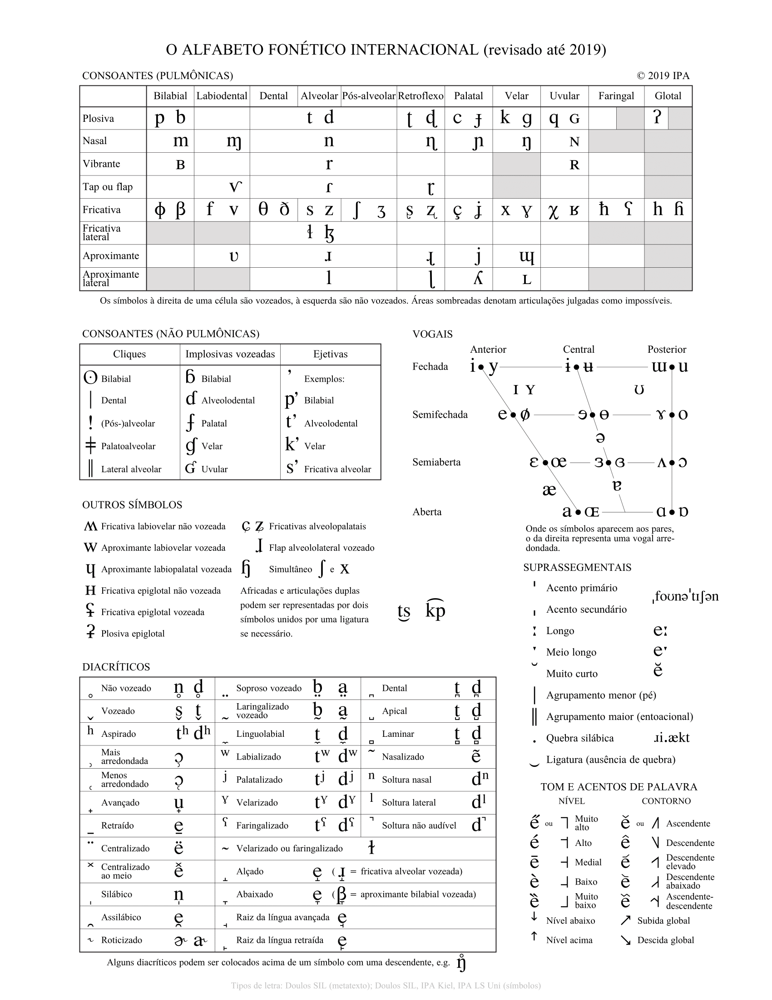 O ALFABETO FONÉTICO INTERNACIONAL (revisado até 2019)
CONSOANTES (PULMÔNICAS) © 2019 IPA
Bilabial Labiodental Dental Alveolar Pós-alveolar Retroflexo Palatal Velar Uvular Faringal Glotal
Plosiva p b t d ʈ ɖ c ɟ k ɡ q ɢ ʔ
Nasal m ɱ n ɳ ɲ ŋ ɴ
Vibrante ʙ r ʀ
Tap ou flap ⱱ ɾ ɽ
Fricativa ɸ β f v θ ð s z ʃ ʒ ʂ ʐ ç ʝ x ɣ χ ʁ ħ ʕ h ɦ
Fricativa
lateral ɬ ɮ
Aproximante ʋ ɹ ɻ j ɰ
Aproximante
lateral l ɭ ʎ ʟ
Os símbolos à direita de uma célula são vozeados, à esquerda são não vozeados. Áreas sombreadas denotam articulações julgadas como impossíveis.
CONSOANTES (NÃO PULMÔNICAS)
Cliques Implosivas vozeadas Ejetivas
ʘ Bilabial ɓ Bilabial ʼ Exemplos:
ǀ Dental ɗ Alveolodental pʼ Bilabial
ǃ (Pós-)alveolar ʄ Palatal tʼ Alveolodental
ǂ Palatoalveolar ɠ Velar kʼ Velar
ǁ Lateral alveolar ʛ Uvular sʼ Fricativa alveolar
VOGAIS
Anterior Central Posterior
Fechada i y ɨ ʉ ɯ u
ɪ ʏ ʊ
Semifechada e ø ɘ ɵ ɤ o
ə
Semiaberta ɛ œ ɜ ɞ ʌ ɔ
æ ɐ
Aberta a ɶ ɑ ɒ
Onde os símbolos aparecem aos pares,
o da direita representa uma vogal arre-
dondada.
OUTROS SÍMBOLOS
ʍ Fricativa labiovelar não vozeada ɕ ʑ Fricativas alveolopalatais
w Aproximante labiovelar vozeada ɺ Flap alveololateral vozeado
ɥ Aproximante labiopalatal vozeada ɧ Simultâneo ʃ e x
ʜ Fricativa epiglotal não vozeada
ʢ Fricativa epiglotal vozeada
ʡ Plosiva epiglotal
Africadas e articulações duplas
podem ser representadas por dois
símbolos unidos por uma ligatura
se necessário.
t͜s k͡p
SUPRASSEGMENTAIS
ˈ Acento primário ˌfoʊnəˈtɪʃən
ˌ Acento secundário
ː Longo eː
ˑ Meio longo eˑ
˘ Muito curto ĕ
| Agrupamento menor (pé)
‖ Agrupamento maior (entoacional)
. Quebra silábica ɹi.ækt
‿ Ligatura (ausência de quebra)
DIACRÍTICOS
̥ Não vozeado n̥ d̥ ̤ Soproso vozeado b̤ a̤ ̪ Dental t̪ d̪
̬ Vozeado s̬ t̬ ̰ Laringalizado
vozeado b̰ a̰ ̺ Apical t̺ d̺
ʰ Aspirado tʰ dʰ ̼ Linguolabial t̼ d̼ ̻ Laminar t̻ d̻
̹ Mais
arredondada ɔ̹ ʷ Labializado tʷ dʷ ̃ Nasalizado ẽ
̜ Menos
arredondado ɔ̜ ʲ Palatalizado tʲ dʲ ⁿ Soltura nasal dⁿ
̟ Avançado u̟ ˠ Velarizado tˠ dˠ ˡ Soltura lateral dˡ
̠ Retraído e̠ ˤ Faringalizado tˤ dˤ ̚ Soltura não audível d̚
̈ Centralizado ë ̴ Velarizado ou faringalizado ɫ
̽ Centralizado
ao meio e̽̂ ̝ Alçado e̝ ( ɹ̝ = fricativa alveolar vozeada)
̩ Silábico n̩ ̞ Abaixado e̞ ( β̞ = aproximante bilabial vozeada)
̯ Assilábico e̯ ̘ Raiz da língua avançada e̘
˞ Roticizado ɚ a˞ ̙ Raiz da língua retraída e̙
Alguns diacríticos podem ser colocados acima de um símbolo com uma descendente, e.g. ŋ̊
TOM E ACENTOS DE PALAVRA
NÍVEL CONTORNO
e̋ ou ˥ Muito
alto ě ou ˩˥ Ascendente
é ˦ Alto ê ˥˩ Descendente
ē ˧ Medial e᷄ ˦˥ Descendente
elevado
è ˨ Baixo e᷅ ˩˨ Descendente
abaixado
ȅ ˩ Muito
baixo e᷈ ˧˦˧ Ascendente-
descendente
↓ Nível abaixo ↗ Subida global
↑ Nível acima ↘ Descida global
Tipos de letra: Doulos SIL (metatexto); Doulos SIL, IPA Kiel, IPA LS Uni (símbolos)